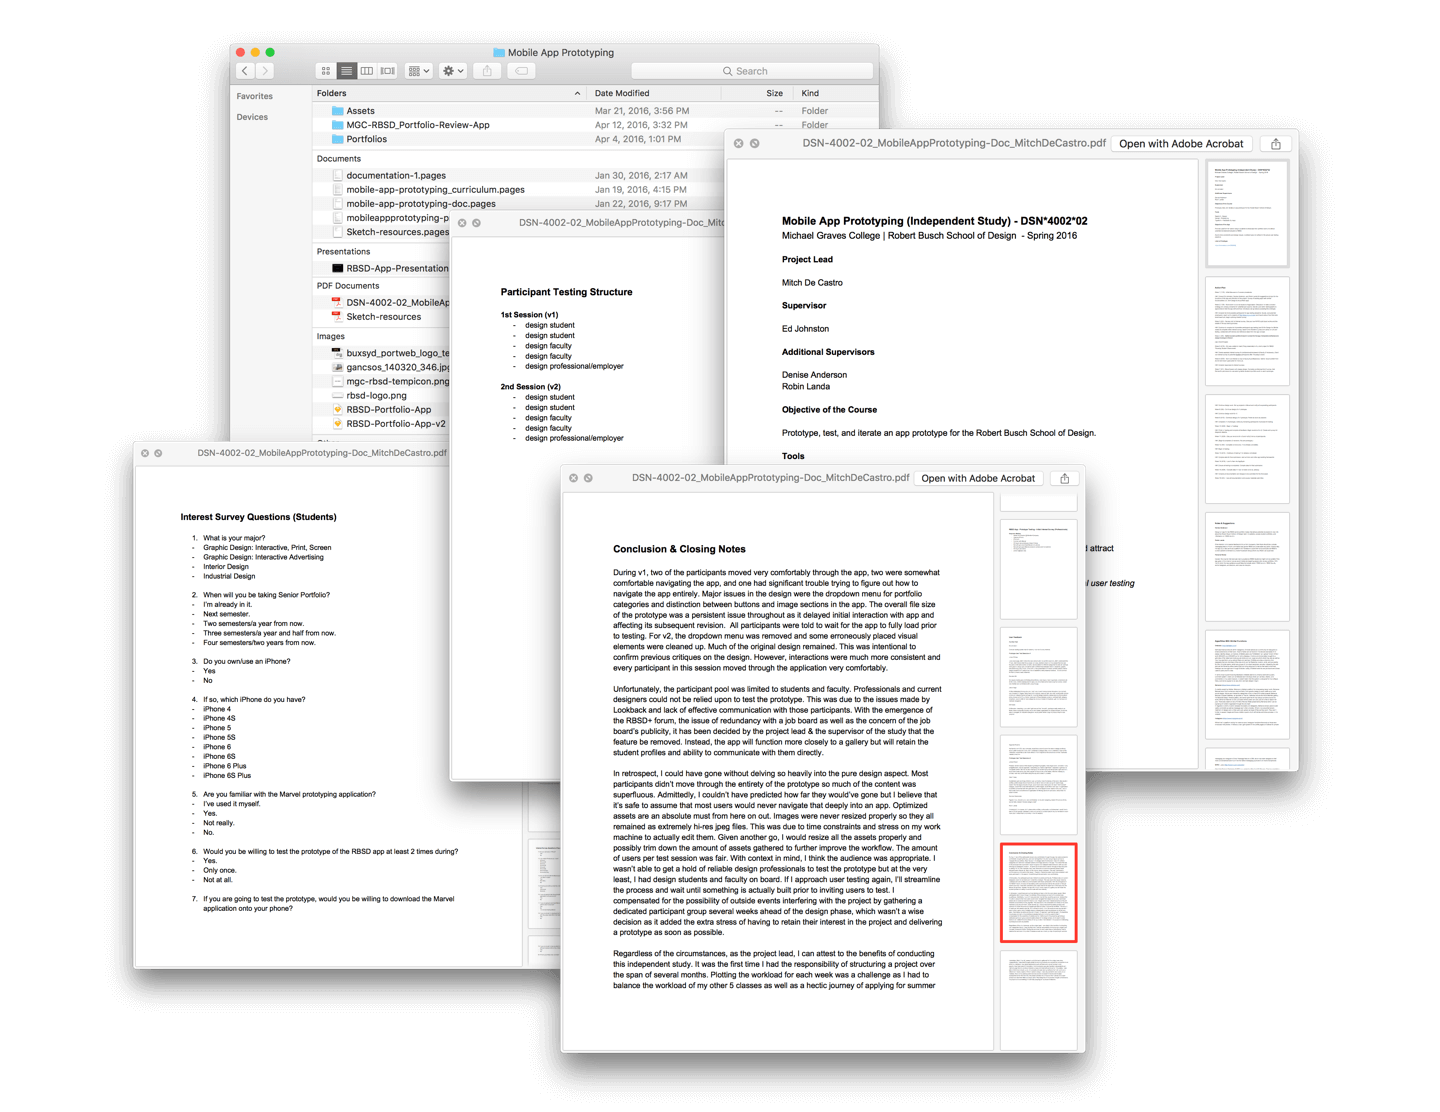 Mobile App Prototyping
Search
Favorites
Devices
Folders Date Modified Size Kind
Assets Mar 21, 2016, 3:56 PM -- Folder
MGC-RBSD_Portfolio-Review-App Apr 12, 2016, 3:32 PM -- Folder
Portfolios Apr 4, 2016, 1:01 PM -- Folder
Documents
documentation-1.pages Jan 30, 2016, 2:17 AM
mobile-app-prototyping_curriculum.pages Jan 19, 2016, 4:15 PM
mobile-app-prototyping-doc.pages Jan 22, 2016, 9:17 PM
mobileappprototyping-p
Sketch-resources.pages
Presentations
RBSD-App-Presentation
PDF Documents
DSN-4002-02_MobileAp
Sketch-resources
Images
buxsyd_portweb_logo_te
gancsos_140320_346.jpg
mgc-rbsd-tempicon.png
rbsd-logo.png
RBSD-Portfolio-App
RBSD-Portfolio-App-v2
DSN-4002-02_MobileAppPrototyping-Doc_MitchDeCastro.pdf
Open with Adobe Acrobat
Mobile App Prototyping (Independent Study) - DSN*4002*02
Michael Graves College | Robert Busch School of Design - Spring 2016
Project Lead
Mitch De Castro
Supervisor
Ed Johnston
Additional Supervisors
Denise Anderson
Robin Landa
Objective of the Course
Prototype, test, and iterate an app prototype for the Robert Busch School of Design.
Tools
d attract
user testing
DSN-4002-02_MobileAppPrototyping-Doc_Mitc
Participant Testing Structure
1st Session (v1)
- design student
- design student
- design faculty
- design faculty
- design professional/employer
2nd Session (v2)
- design student
- design student
- design faculty
- design faculty
- design professional/employer
DSN-4002-02_MobileAppPrototyping-Doc_MitchDeCastro.pdf
Interest Survey Questions (Students)
1. What is your major?
- Graphic Design: Interactive, Print, Screen
- Graphic Design: Interactive Advertising
- Interior Design
- Industrial Design
2. When will you be taking Senior Portfolio?
- I'm already in it.
- Next semester.
- Two semesters/a year from now.
- Three semesters/a year and half from now.
- Four semesters/two years from now.
3. Do you own/use an iPhone?
- Yes
- No
4. If so, which iPhone do you have?
- iPhone 4
- iPhone 4S
- iPhone 5
- iPhone 5S
- iPhone 6
- iPhone 6S
- iPhone 6 Plus
- iPhone 6S Plus
5. Are you familiar with the Marvel prototyping application?
- I've used it myself.
- Yes.
- Not really.
- No.
6. Would you be willing to test the prototype of the RBSD app at least 2 times during?
- Yes.
- Only once.
- Not at all.
7. If you are going to test the prototype, would you be willing to download the Marvel
application onto your phone?
DSN-4002-02_MobileAppPrototyping-Doc_MitchDeCastro.pdf
Open with Adobe Acrobat
Conclusion & Closing Notes
During v1, two of the participants moved very comfortably through the app, two were somewhat
comfortable navigating the app, and one had significant trouble trying to figure out how to
navigate the app entirely. Major issues in the design were the dropdown menu for portfolio
categories and distinction between buttons and image sections in the app. The overall file size
of the prototype was a persistent issue throughout as it delayed initial interaction with app and
affecting its subsequent revision. All participants were told to wait for the app to fully load prior
to testing. For v2, the dropdown menu was removed and some erroneously placed visual
elements were cleaned up. Much of the original design remained. This was intentional to
confirm previous critiques on the design. However, interactions were much more consistent and
every participant in this session moved through the application very comfortably.
Unfortunately, the participant pool was limited to students and faculty. Professionals and current
designers could not be relied upon to test the prototype. This was due to the issues made by
Lookback and lack of effective communication with those participants. With the emergence of
the RBSD+ forum, the issue of redundancy with a job board as well as the concern of the job
board's publicity, it has been decided by the project lead & the supervisor of the study that the
feature be removed. Instead, the app will function more closely to a gallery but will retain the
student profiles and ability to communicate with them directly.
In retrospect, I could have gone without delving so heavily into the pure design aspect. Most
participants didn't move through the entirety of the prototype so much of the content was
superfluous. Admittedly, I couldn't have predicted how far they would've gone but I believe that
it's safe to assume that most users would never navigate that deeply into an app. Optimized
assets are an absolute must from here on out. Images were never resized properly so they all
remained as extremely hi-res jpeg files. This was due to time constraints and stress on my work
machine to actually edit them. Given another go, I would resize all the assets properly and
possibly trim down the amount of assets gathered to further improve the workflow. The amount
of users per test session was fair. With context in mind, I think the audience was appropriate. I
wasn't able to get a hold of reliable design professionals to test the prototype but at the very
least, I had design students and faculty on board. If I approach user testing again, I'll streamline
the process and wait until something is actually built prior to inviting users to test. I
compensated for the possibility of outside events interfering with the project by gathering a
dedicated participant group several weeks ahead of the design phase, which wasn't a wise
decision as it added the extra stress of having to retain their interest in the project and delivering
a prototype as soon as possible.
Regardless of the circumstances, as the project lead, I can attest to the benefits of conducting
this independent study. It was the first time I had the responsibility of structuring a project over
the span of several months. Plotting the workload for each week was a challenge as I had to
balance the workload of my other 5 classes as well as a hectic journey of applying for summer